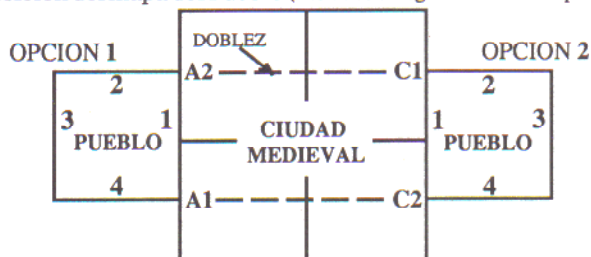 DOBLEZ
OPCION 1
OPCION 2
A2
C1
2
2
3
1
1
3
PUEBLO
CIUDAD
MEDIEVAL
PUEBLO
4
4
A1
C2